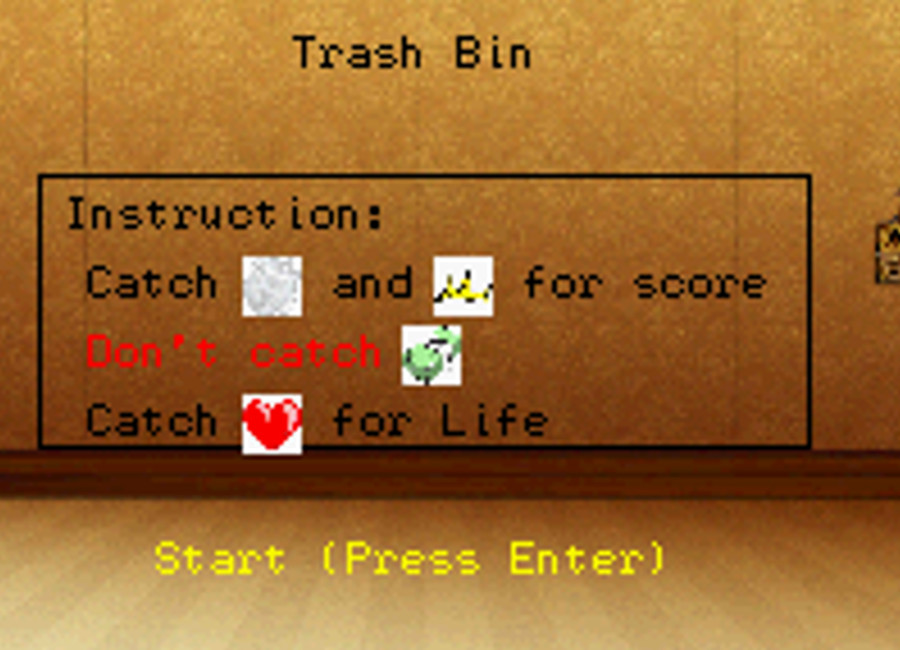 Trash Bin
Instruction:
Catch and for score
Don't catch
Catch for Life
Start (Press Enter)